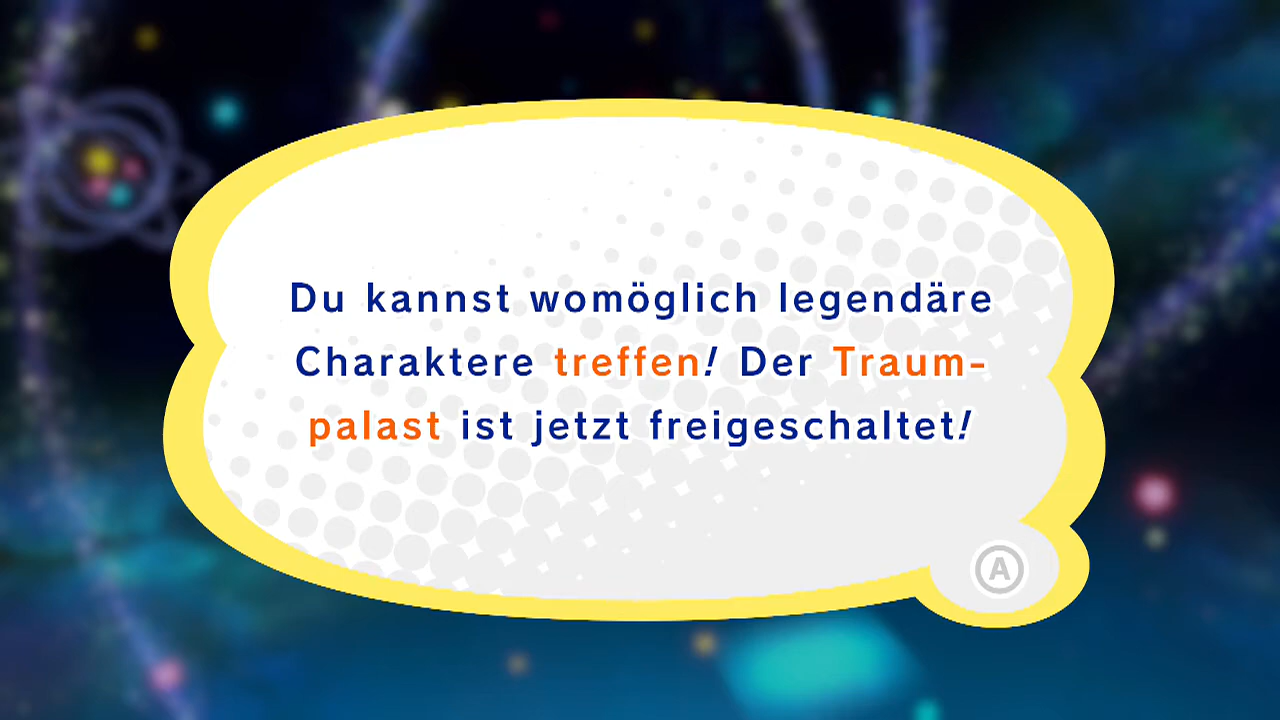 Du kannst womöglich legendäre
Charaktere treffen! Der Traum-
palast ist jetzt freigeschaltet!
A